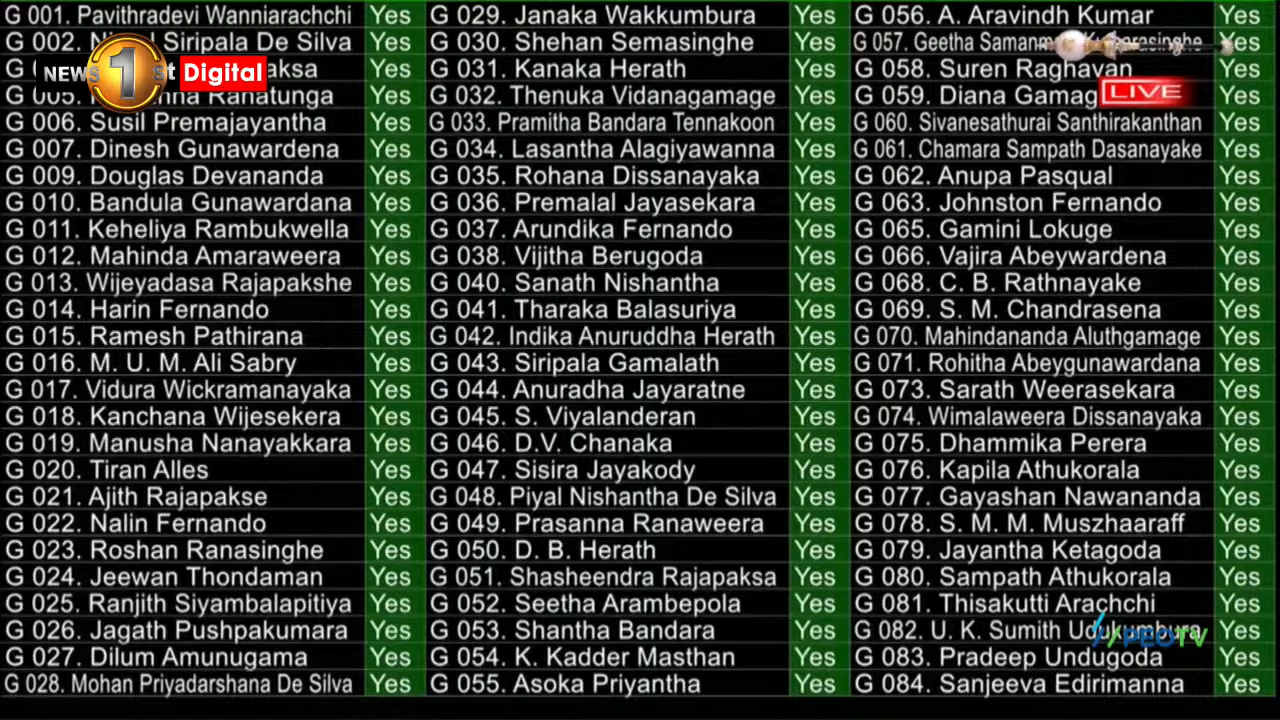 G 001. Pavithradevi Wanniarachchi Yes
G 002. Siripala De Silva Yes
G Yes
G 005. Ranatunga Yes
G 006. Susil Premajayantha Yes
G 007. Dinesh Gunawardena Yes
G 009. Douglas Devananda Yes
G 010. Bandula Gunawardana Yes
G 011. Keheliya Rambukwella Yes
G 012. Mahinda Amaraweera Yes
G 013. Wijeyadasa Rajapakshe Yes
G 014. Harin Fernando Yes
G 015. Ramesh Pathirana Yes
G 016. M. U. M. Ali Sabry Yes
G 017. Vidura Wickramanayaka Yes
G 018. Kanchana Wijesekera Yes
G 019. Manusha Nanayakkara Yes
G 020. Tiran Alles Yes
G 021. Ajith Rajapakse Yes
G 022. Nalin Fernando Yes
G 023. Roshan Ranasinghe Yes
G 024. Jeewan Thondaman Yes
G 025. Ranjith Siyambalapitiya Yes
G 026. Jagath Pushpakumara Yes
G 027. Dilum Amunugama Yes
G 028. Mohan Priyadarshana De Silva Yes
G 029. Janaka Wakkumbura Yes
G 030. Shehan Semasinghe Yes
G 031. Kanaka Herath Yes
G 032. Thenuka Vidanagamage Yes
G 033. Pramitha Bandara Tennakoon Yes
G 034. Lasantha Alagiyawanna Yes
G 035. Rohana Dissanayaka Yes
G 036. Premalal Jayasekara Yes
G 037. Arundika Fernando Yes
G 038. Vijitha Berugoda Yes
G 040. Sanath Nishantha Yes
G 041. Tharaka Balasuriya Yes
G 042. Indika Anuruddha Herath Yes
G 043. Siripala Gamalath Yes
G 044. Anuradha Jayaratne Yes
G 045. S. Viyalanderan Yes
G 046. D.V. Chanaka Yes
G 047. Sisira Jayakody Yes
G 048. Piyal Nishantha De Silva Yes
G 049. Prasanna Ranaweera Yes
G 050. D. B. Herath Yes
G 051. Shasheendra Rajapaksa Yes
G 052. Seetha Arambepola Yes
G 053. Shantha Bandara Yes
G 054. K. Kadder Masthan Yes
G 055. Asoka Priyantha Yes
G 056. A. Aravindh Kumar Yes
G 057. Geetha Yes
G 058. Suren Raghavan Yes
G 059. Diana Yes
G 060. Sivanesathurai Santhirakanthan Yes
G 061. Chamara Sampath Dasanayake Yes
G 062. Anupa Pasqual Yes
G 063. Johnston Fernando Yes
G 065. Gamini Lokuge Yes
G 066. Vajira Abeywardena Yes
G 068. C. B. Rathnayake Yes
G 069. S. M. Chandrasena Yes
G 070. Mahindananda Aluthgamage Yes
G 071. Rohitha Abeygunawardana Yes
G 073. Sarath Weerasekara Yes
G 074. Wimalaweera Dissanayaka Yes
G 075. Dhammika Perera Yes
G 076. Kapila Athukorala Yes
G 077. Gayashan Nawananda Yes
G 078. S. M. M. Muszhaaraff Yes
G 079. Jayantha Ketagoda Yes
G 080. Sampath Athukorala Yes
G 081. Thisakutti Arachchi Yes
G 082. U. K. Sumith Yes
G 083. Pradeep Undugoda Yes
G 084. Sanjeeva Edirimanna Yes
NEWS 1st Digital
LIVE
PEOTV